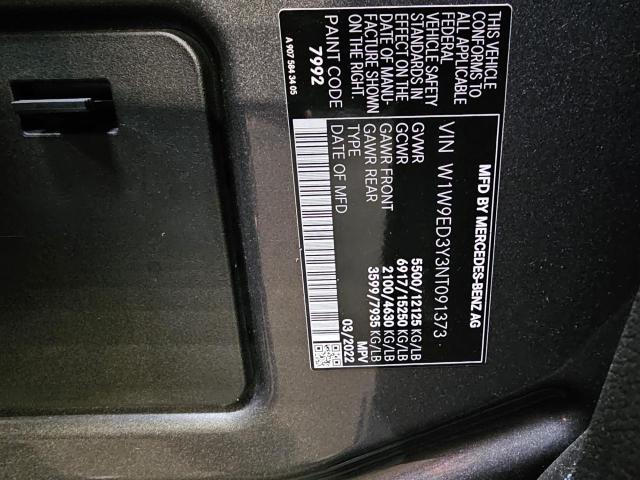 MFD BY MERCEDES-BENZ AG
VIN W1W9ED3Y3NT091373
GVWR 5500/12125 KG/LB
GCWR 6917/15250 KG/LB
GAWR FRONT 2100/4630 KG/LB
GAWR REAR 3599/7935 KG/LB
TYPE MPV
DATE OF MFD 03/2022
THIS VEHICLE
CONFORMS TO
ALL APPLICABLE
FEDERAL
VEHICLE SAFETY
STANDARDS IN
EFFECT ON THE
DATE OF MANU-
FACTURE SHOWN
ON THE RIGHT.
PAINT CODE
7992
A 907 584 34 05